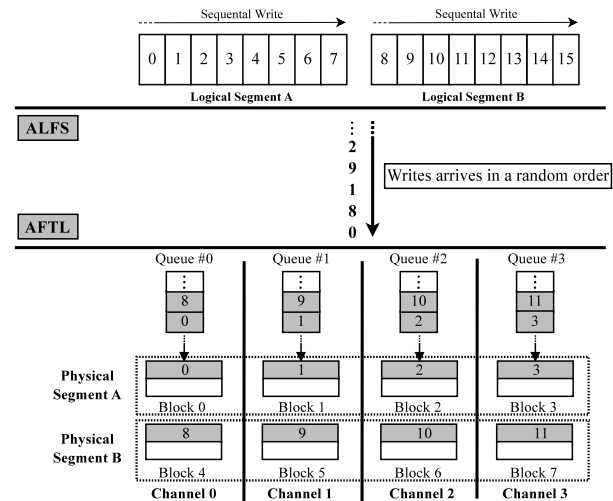 Sequental Write Sequental Write
0 1 2 3 4 5 6 7 8 9 10 11 12 13 14 15
Logical Segment A Logical Segment B
ALFS
⋮
2
9
1
8
0
Writes arrives in a random order
AFTL
Queue #0 Queue #1 Queue #2 Queue #3
⋮ ⋮ ⋮ ⋮
8 9 10 11
0 1 2 3
Physical Segment A
0 1 2 3
Block 0 Block 1 Block 2 Block 3
Physical Segment B
8 9 10 11
Block 4 Block 5 Block 6 Block 7
Channel 0 Channel 1 Channel 2 Channel 3